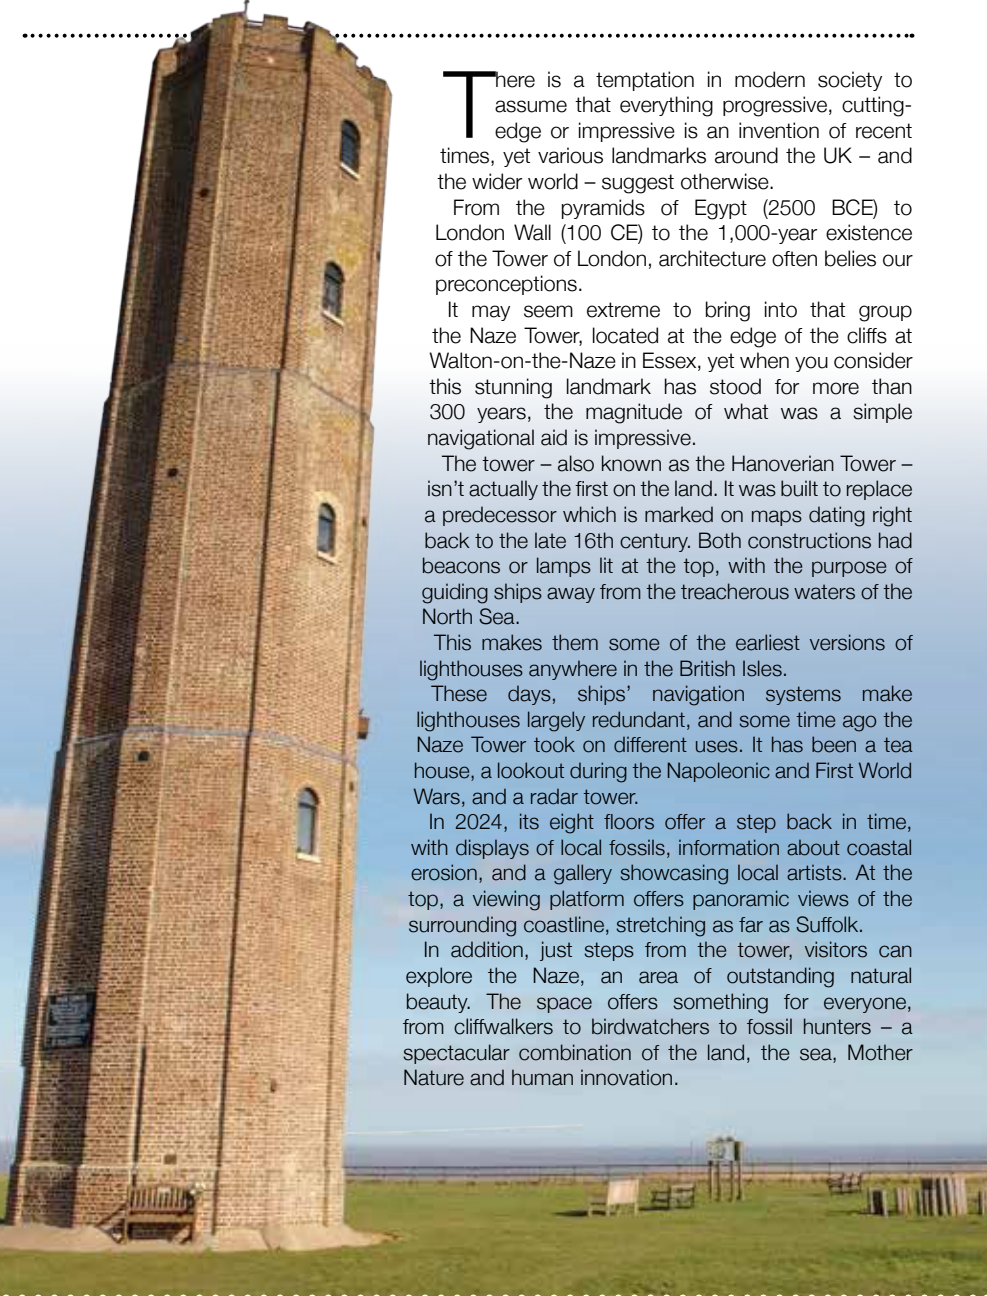 There is a temptation in modern society to
assume that everything progressive, cutting-
edge or impressive is an invention of recent
times, yet various landmarks around the UK – and
the wider world – suggest otherwise.
From the pyramids of Egypt (2500 BCE) to
London Wall (100 CE) to the 1,000-year existence
of the Tower of London, architecture often belies our
preconceptions.
It may seem extreme to bring into that group
the Naze Tower, located at the edge of the cliffs at
Walton-on-the-Naze in Essex, yet when you consider
this stunning landmark has stood for more than
300 years, the magnitude of what was a simple
navigational aid is impressive.
The tower – also known as the Hanoverian Tower –
isn't actually the first on the land. It was built to replace
a predecessor which is marked on maps dating right
back to the late 16th century. Both constructions had
beacons or lamps lit at the top, with the purpose of
guiding ships away from the treacherous waters of the
North Sea.
This makes them some of the earliest versions of
lighthouses anywhere in the British Isles.
These days, ships' navigation systems make
lighthouses largely redundant, and some time ago the
Naze Tower took on different uses. It has been a tea
house, a lookout during the Napoleonic and First World
Wars, and a radar tower.
In 2024, its eight floors offer a step back in time,
with displays of local fossils, information about coastal
erosion, and a gallery showcasing local artists. At the
top, a viewing platform offers panoramic views of the
surrounding coastline, stretching as far as Suffolk.
In addition, just steps from the tower, visitors can
explore the Naze, an area of outstanding natural
beauty. The space offers something for everyone,
from cliffwalkers to birdwatchers to fossil hunters – a
spectacular combination of the land, the sea, Mother
Nature and human innovation.